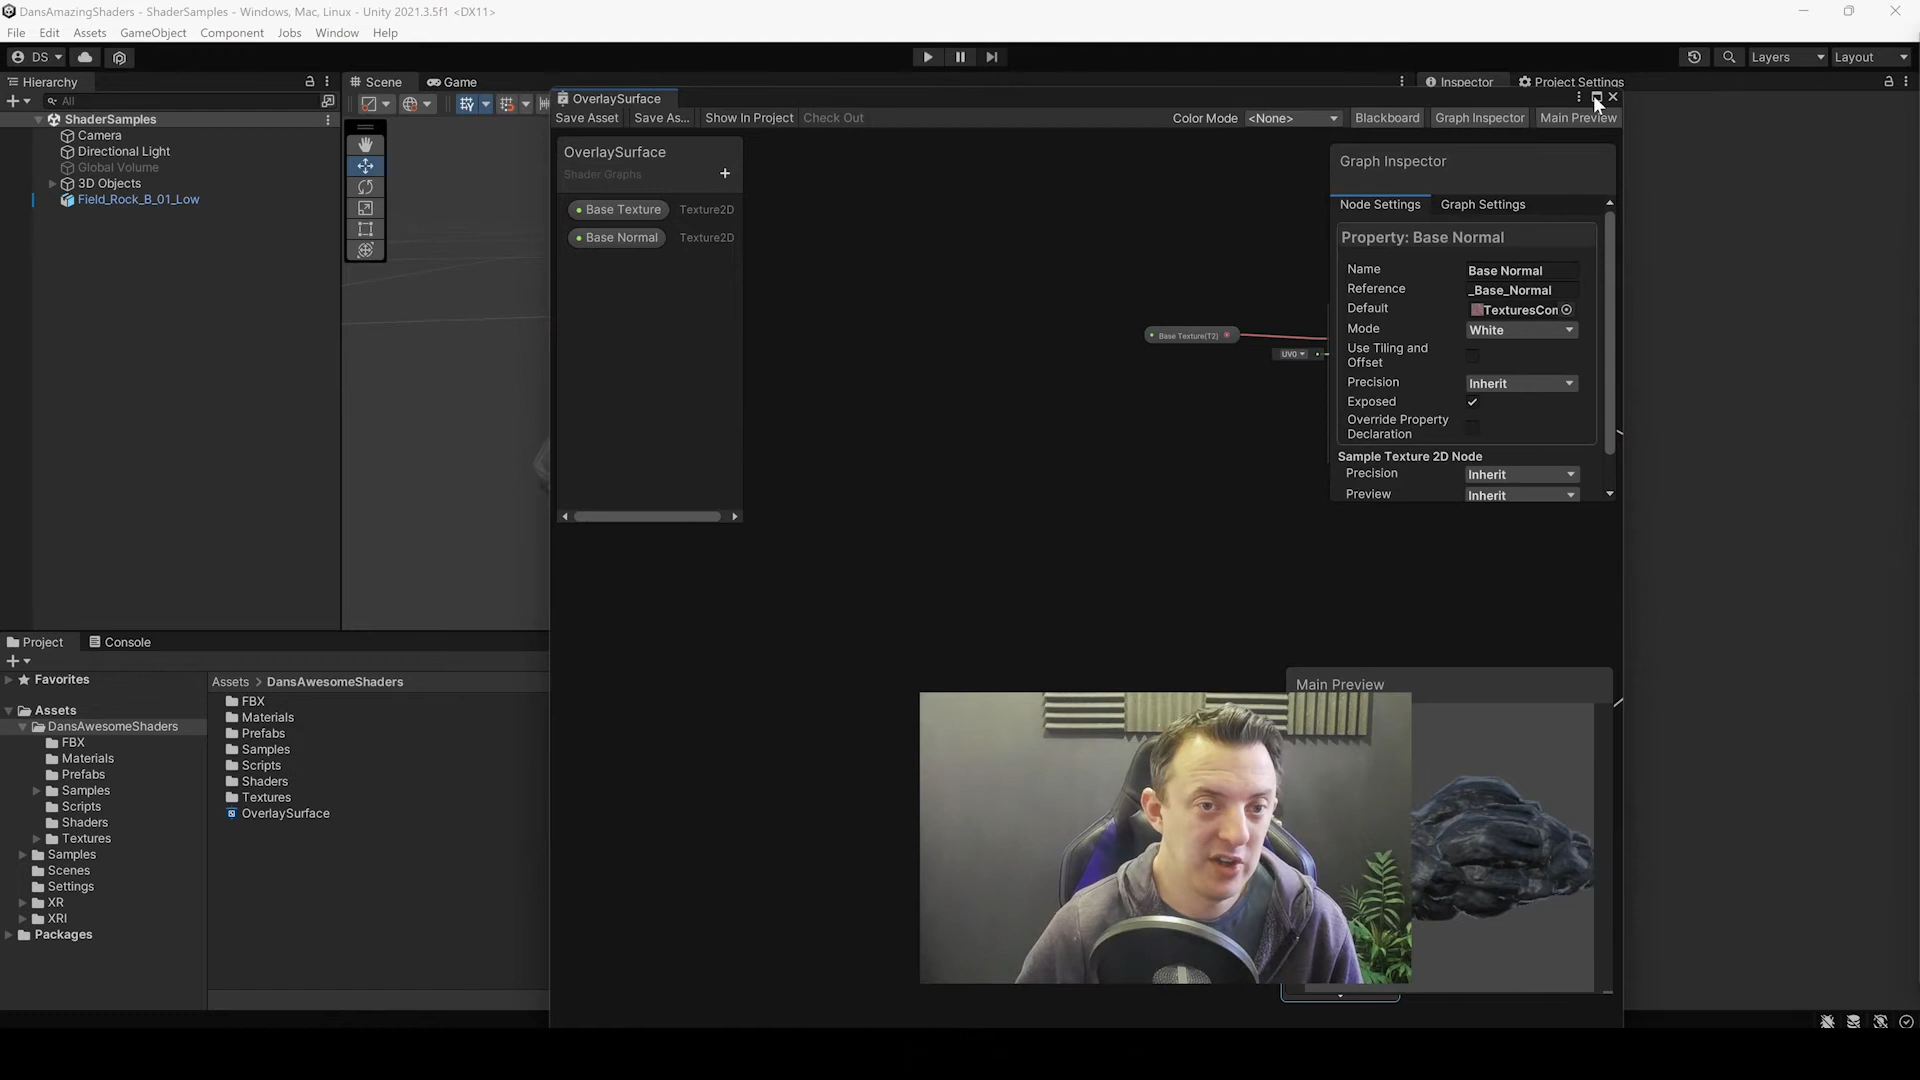 DansAmazingShaders - ShaderSamples - Windows, Mac, Linux - Unity 2021.3.5f1 <DX11>
File Edit Assets GameObject Component Jobs Window Help
DS Layers Layout
Hierarchy Scene Game Inspector Project Settings
All
OverlaySurface
Save Asset Save As... Show In Project Check Out Color Mode <None> Blackboard Graph Inspector Main Preview
ShaderSamples
Camera
Directional Light
Global Volume
3D Objects
Field_Rock_B_01_Low
OverlaySurface
Shader Graphs
Base Texture Texture2D
Base Normal Texture2D
Base Texture(T2)
UV0
Graph Inspector
Node Settings Graph Settings
Property: Base Normal
Name Base Normal
Reference _Base_Normal
Default TexturesCon
Mode White
Use Tiling and
Offset
Precision Inherit
Exposed
Override Property
Declaration
Sample Texture 2D Node
Precision Inherit
Preview Inherit
Main Preview
Project Console
Favorites
Assets
DansAwesomeShaders
FBX
Materials
Prefabs
Samples
Scripts
Shaders
Textures
Samples
Scenes
Settings
XR
XRI
Packages
Assets > DansAwesomeShaders
FBX
Materials
Prefabs
Samples
Scripts
Shaders
Textures
OverlaySurface